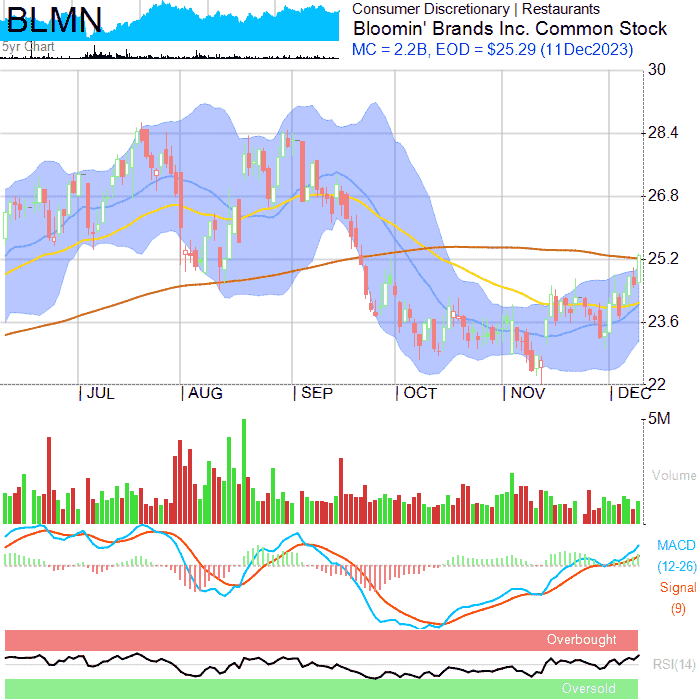 BLMN
5yr Chart
Consumer Discretionary | Restaurants
Bloomin' Brands Inc. Common Stock
MC = 2.2B, EOD = $25.29 (11Dec2023)
30
28.4
26.8
25.2
23.6
22
JUL
AUG
SEP
OCT
NOV
DEC
5M
Volume
MACD
(12-26)
Signal
(9)
Overbought
RSI(14)
Oversold